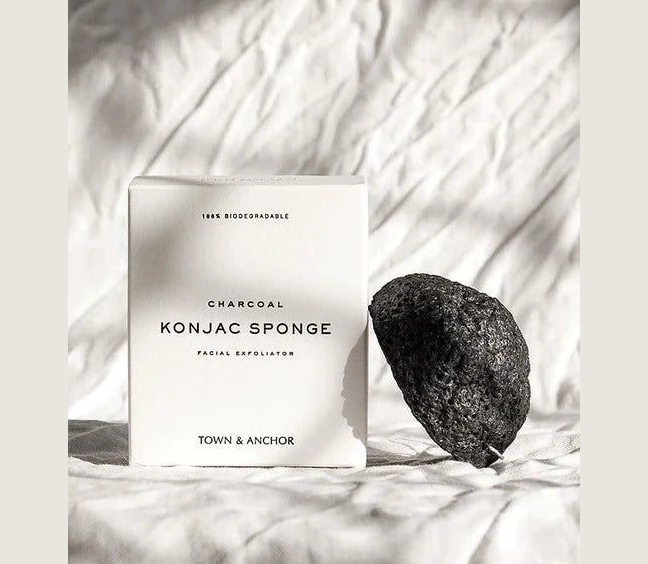 100% BIODEGRADABLE
CHARCOAL
KONJAC SPONGE
FACIAL EXFOLIATOR
TOWN & ANCHOR